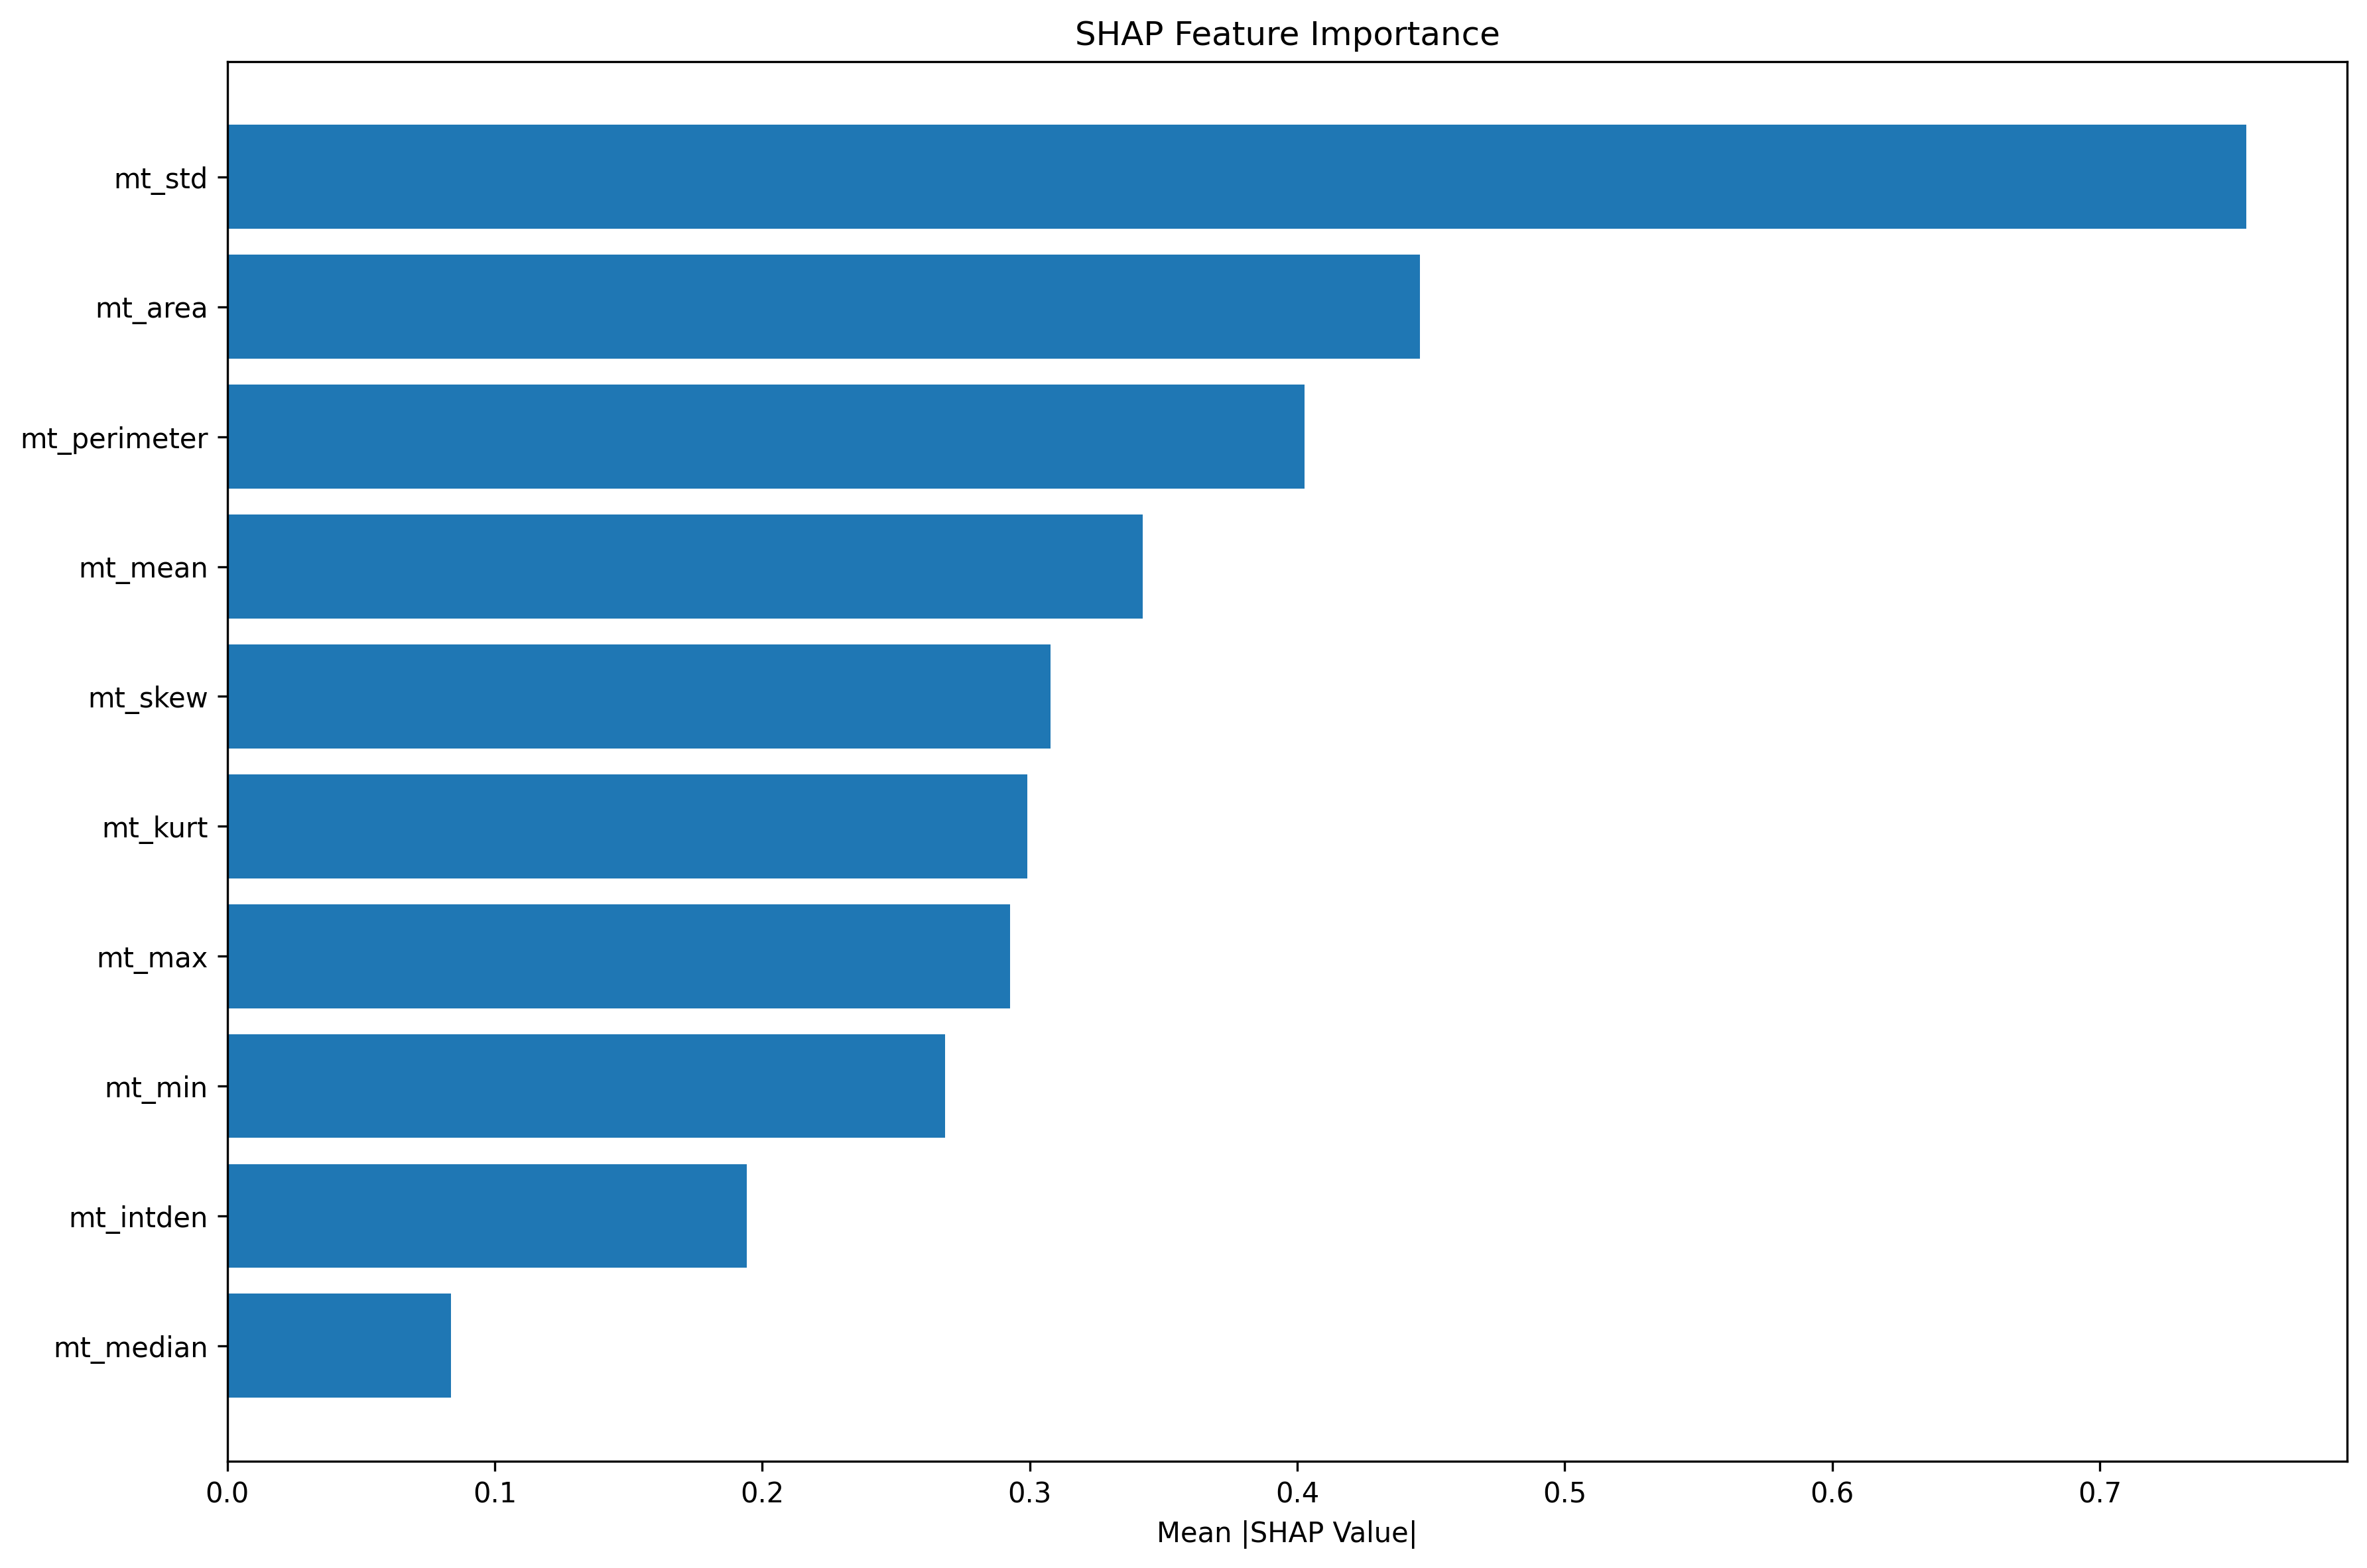 SHAP Feature Importance
mt_std
mt_area
mt_perimeter
mt_mean
mt_skew
mt_kurt
mt_max
mt_min
mt_intden
mt_median
0.0 0.1 0.2 0.3 0.4 0.5 0.6 0.7
Mean |SHAP Value|